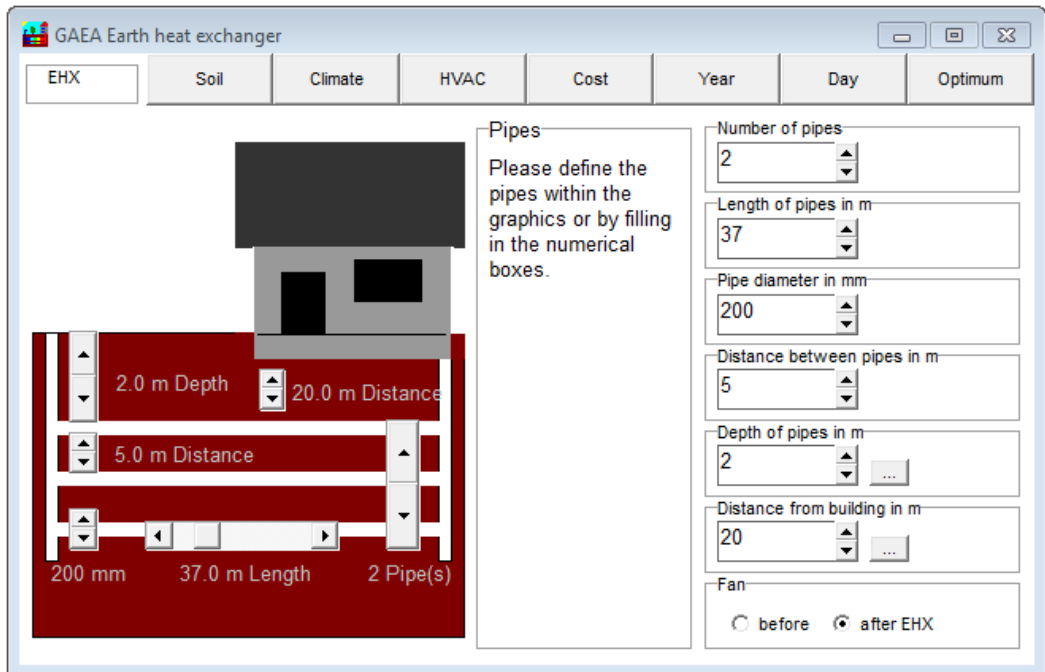 GAEA Earth heat exchanger
EHX Soil Climate HVAC Cost Year Day Optimum
2.0 m Depth
20.0 m Distance
5.0 m Distance
200 mm
37.0 m Length
2 Pipe(s)
Pipes
Please define the
pipes within the
graphics or by filling
in the numerical
boxes.
Number of pipes
2
Length of pipes in m
37
Pipe diameter in mm
200
Distance between pipes in m
5
Depth of pipes in m
2
...
Distance from building in m
20
...
Fan
before after EHX